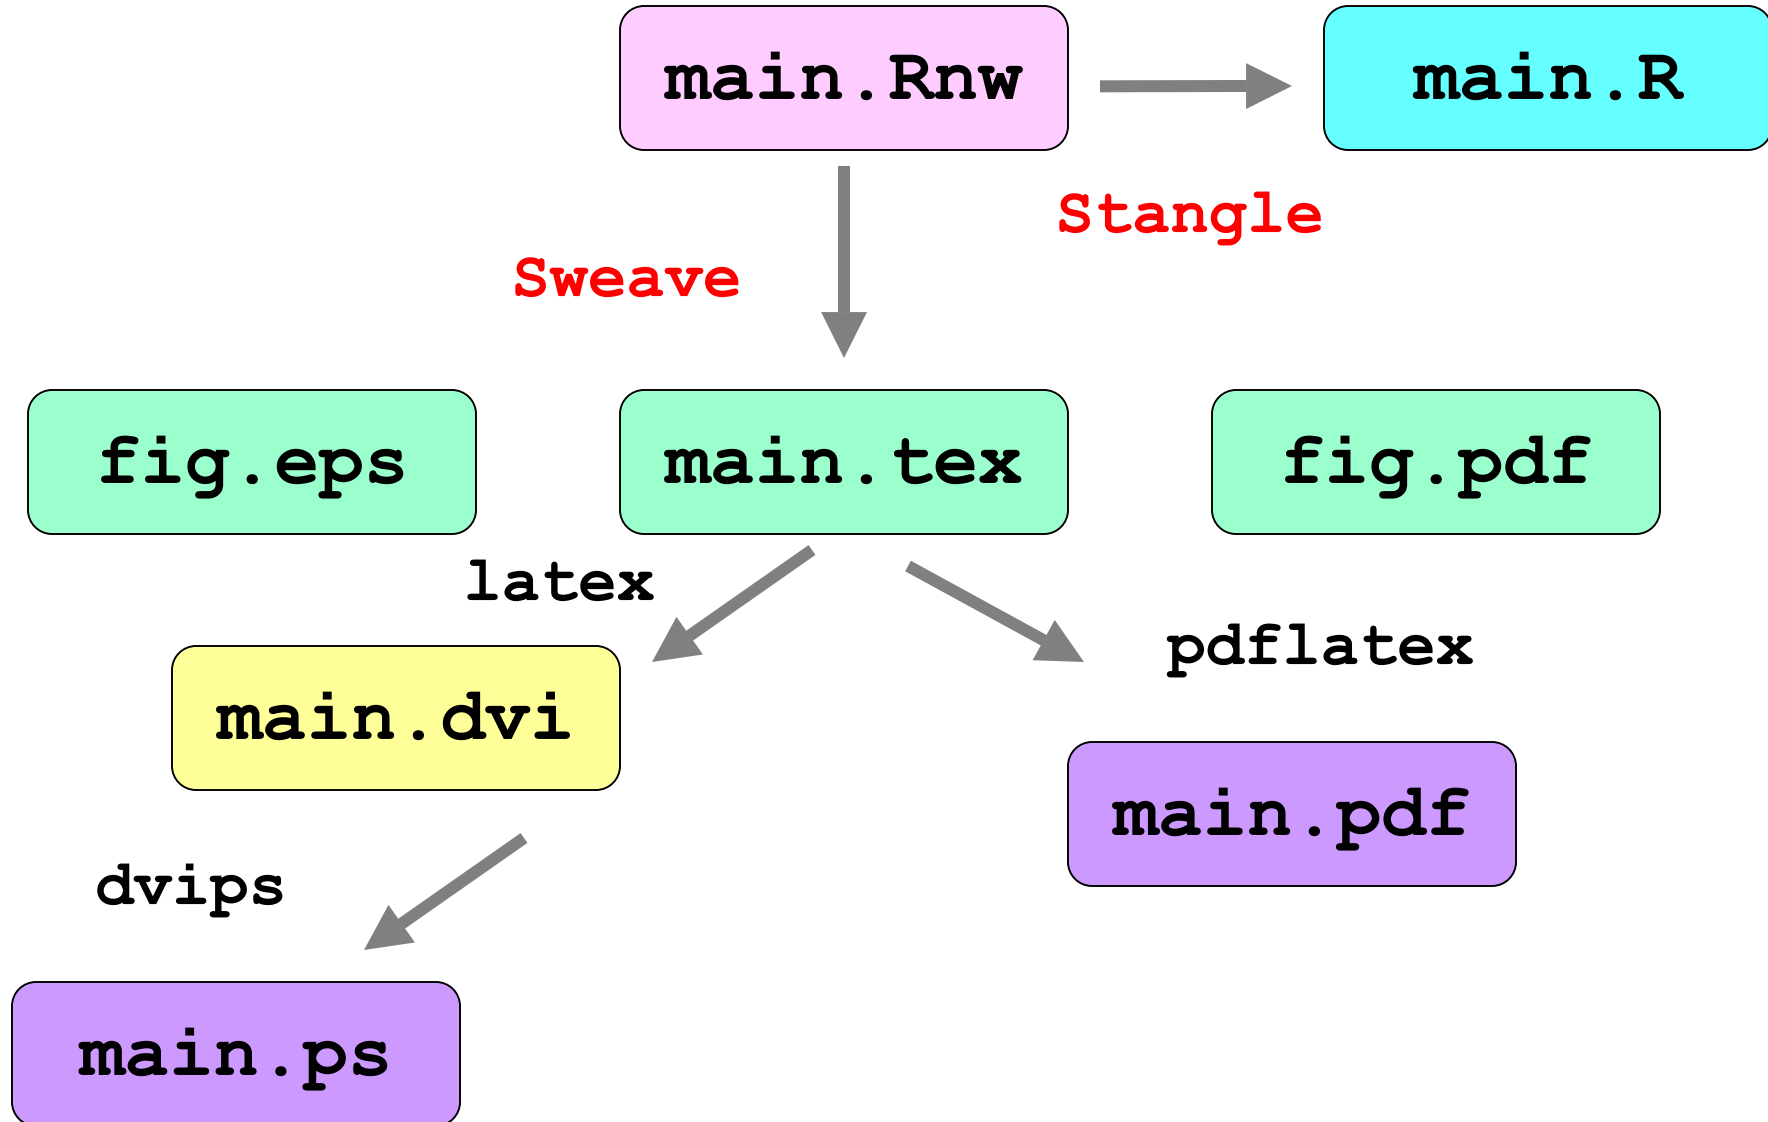 main.Rnw
main.R
Stangle
Sweave
fig.eps
main.tex
fig.pdf
latex
pdflatex
main.dvi
main.pdf
dvips
main.ps